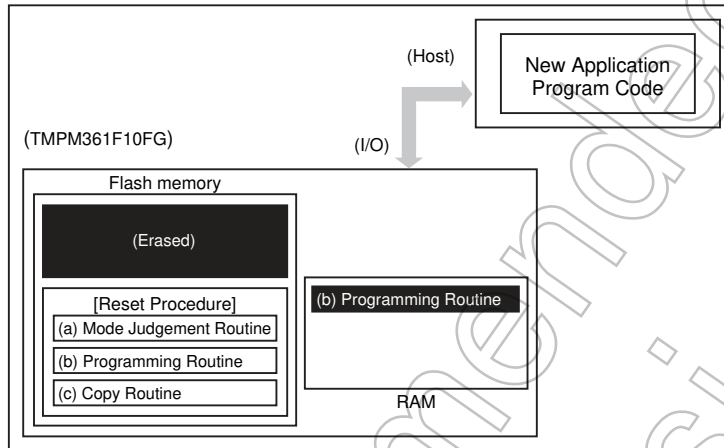 (Host)
New Application
Program Code
(TMPM361F10FG)
(I/O)
Flash memory
(Erased)
[Reset Procedure]
(a) Mode Judgement Routine
(b) Programming Routine
(c) Copy Routine
(b) Programming Routine
RAM